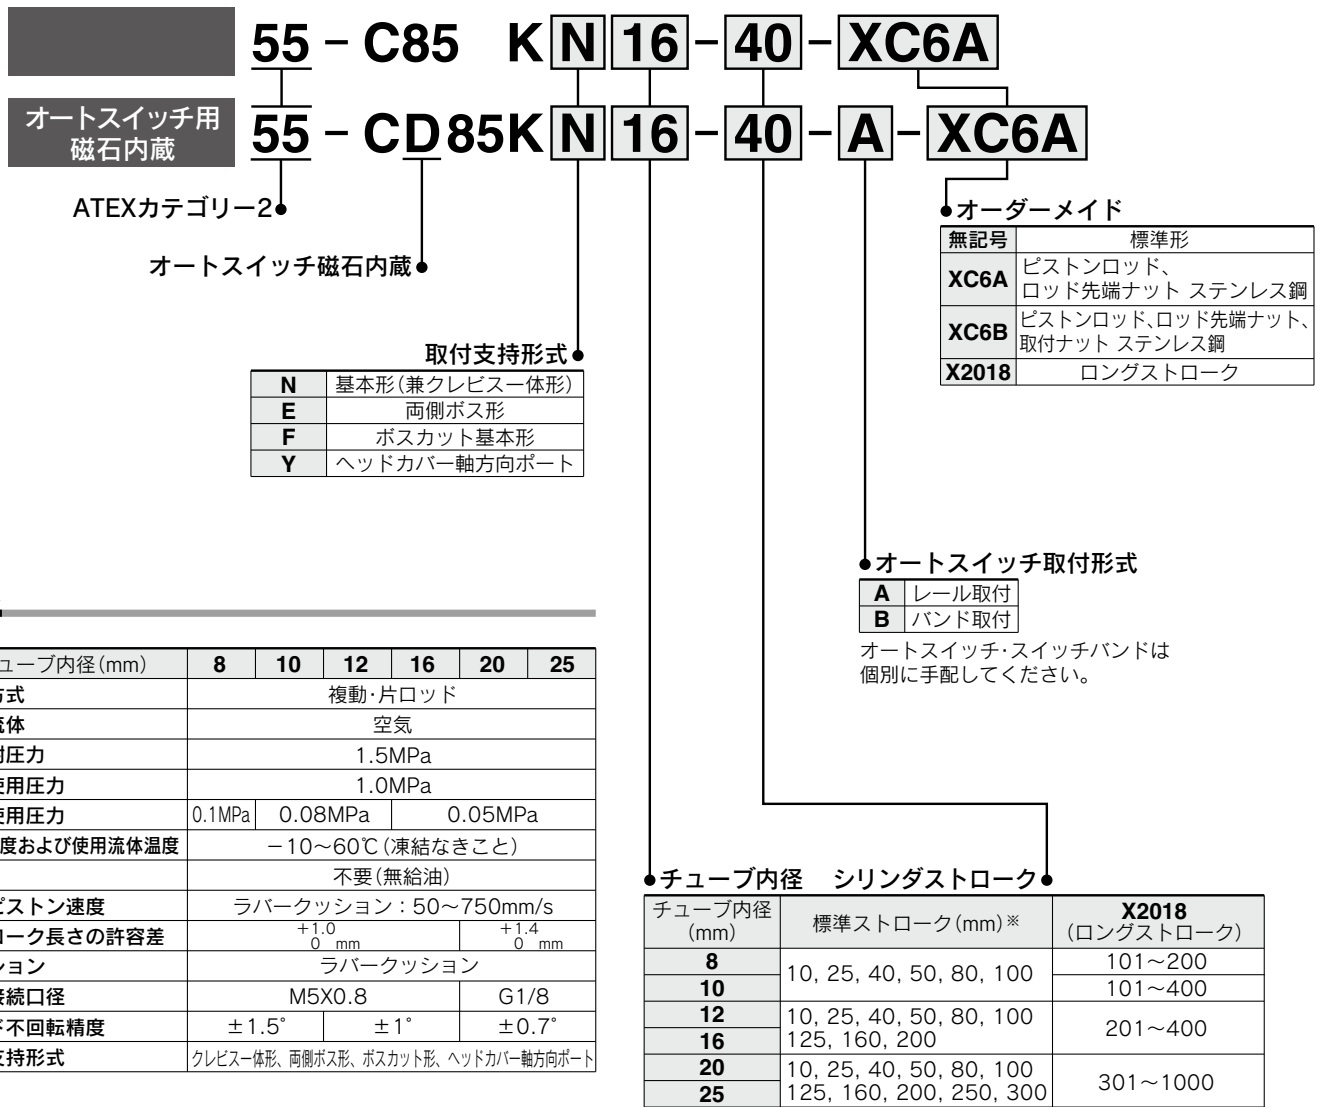 55 - C85 K N 16 - 40 - XC6A
オートスイッチ用
磁石内蔵
55 - CD85K N 16 - 40 - A - XC6A
ATEXカテゴリー2
オートスイッチ磁石内蔵
取付支持形式
N 基本形(兼クレビス一体形)
E 両側ボス形
F ボスカット基本形
Y ヘッドカバー軸方向ポート
オーダーメイド
無記号 標準形
XC6A ピストンロッド、
ロッド先端ナット ステンレス鋼
XC6B ピストンロッド、ロッド先端ナット、
取付ナット ステンレス鋼
X2018 ロングストローク
オートスイッチ取付形式
A レール取付
B バンド取付
オートスイッチ・スイッチバンドは
個別に手配してください。
ューブ内径(mm) 8 10 12 16 20 25
式 複動・片ロッド
体 空気
圧力 1.5MPa
用圧力 1.0MPa
用圧力 0.1MPa 0.08MPa 0.05MPa
度および使用流体温度 −10〜60℃(凍結なきこと)
不要(無給油)
ピストン速度 ラバークッション:50〜750mm/s
ローク長さの許容差 +1.0 0 mm +1.4 0 mm
ション ラバークッション
続口径 M5X0.8 G1/8
不回転精度 ±1.5° ±1° ±0.7°
支持形式 クレビス一体形、両側ボス形、ボスカット形、ヘッドカバー軸方向ポート
チューブ内径 シリンダストローク
チューブ内径
(mm) 標準ストローク(mm)※ X2018
(ロングストローク)
8 10, 25, 40, 50, 80, 100 101〜200
10 101〜400
12 10, 25, 40, 50, 80, 100
16 125, 160, 200 201〜400
20 10, 25, 40, 50, 80, 100
25 125, 160, 200, 250, 300 301〜1000